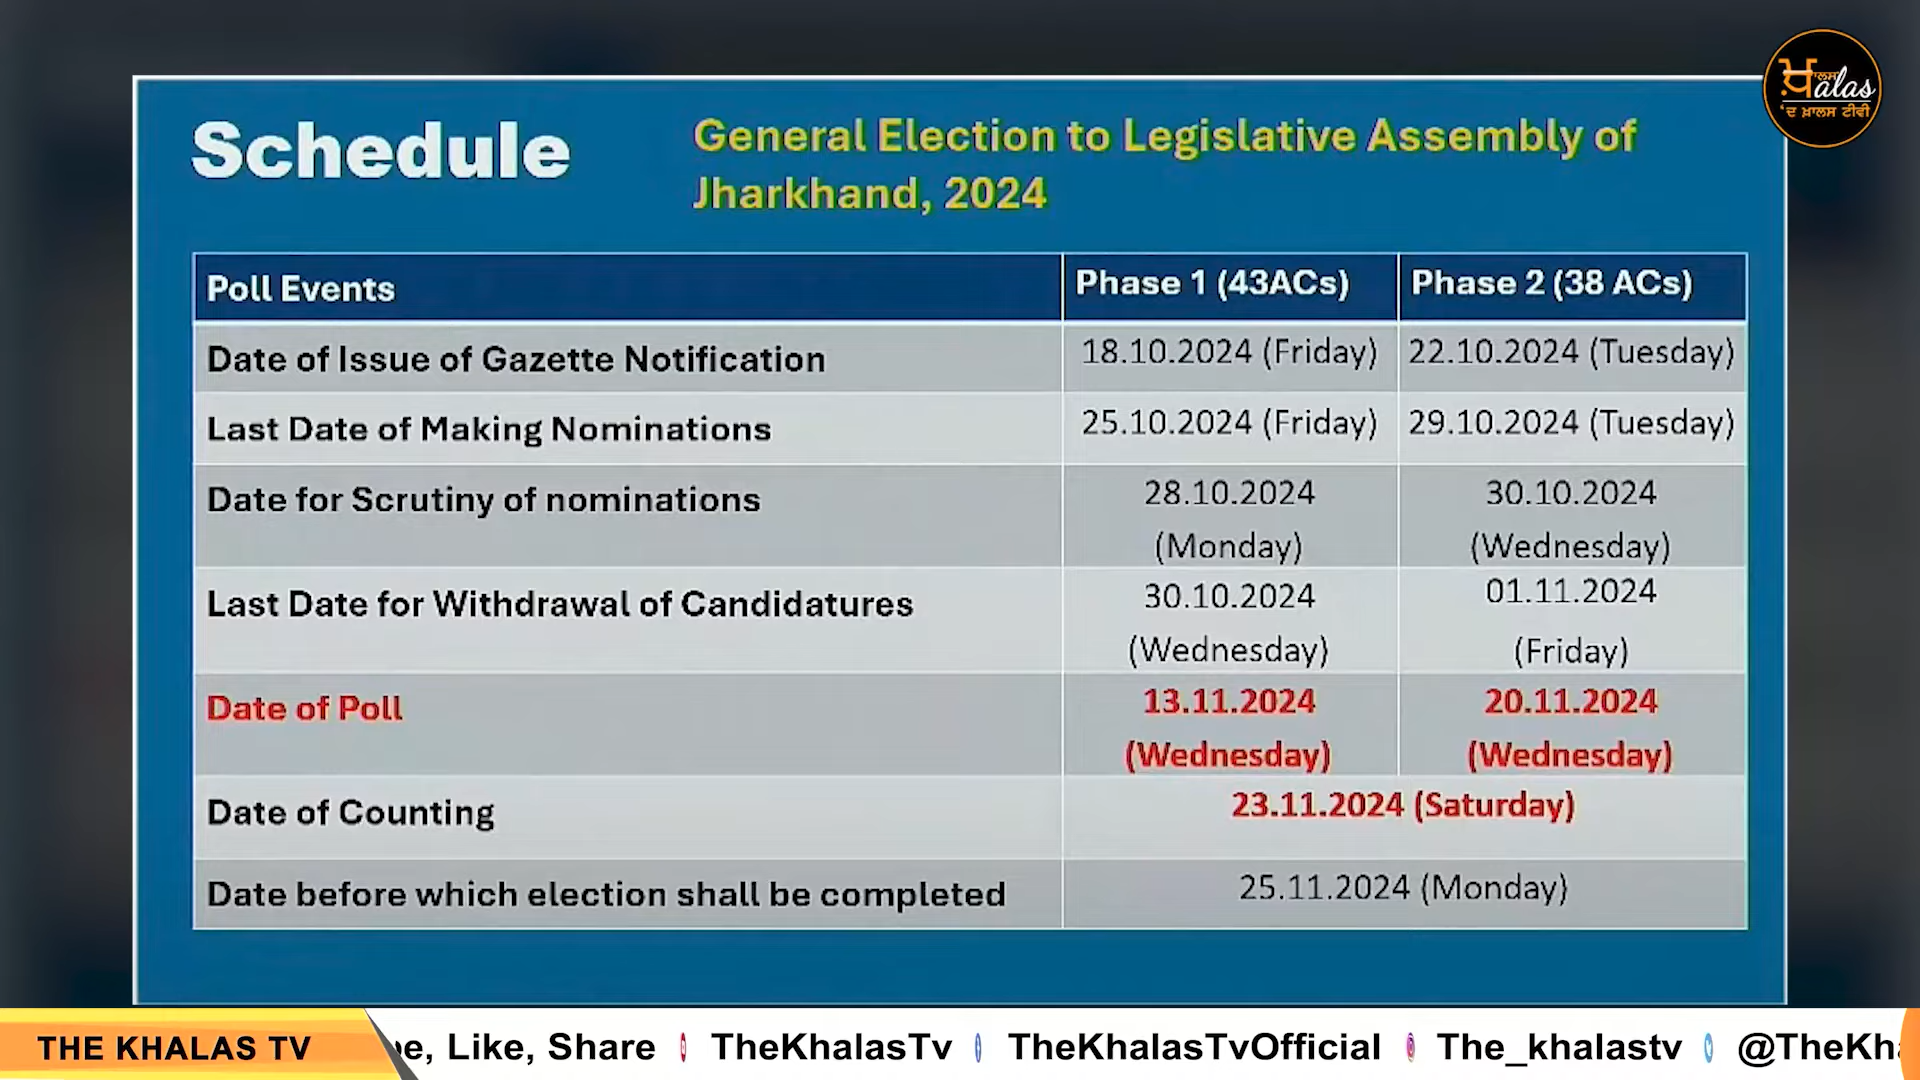 ਖ਼ਾਲਸ
alas
'ਦ ਖ਼ਾਲਸ ਟੀਵੀ
Schedule
General Election to Legislative Assembly of
Jharkhand, 2024
Poll Events
Phase 1 (43ACs)
Phase 2 (38 ACs)
Date of Issue of Gazette Notification
18.10.2024 (Friday)
22.10.2024 (Tuesday)
Last Date of Making Nominations
25.10.2024 (Friday)
29.10.2024 (Tuesday)
Date for Scrutiny of nominations
28.10.2024
(Monday)
30.10.2024
(Wednesday)
Last Date for Withdrawal of Candidatures
30.10.2024
(Wednesday)
01.11.2024
(Friday)
Date of Poll
13.11.2024
(Wednesday)
20.11.2024
(Wednesday)
Date of Counting
23.11.2024 (Saturday)
Date before which election shall be completed
25.11.2024 (Monday)
THE KHALAS TV
be, Like, Share TheKhalasTv TheKhalasTvOfficial The_khalastv @TheKha